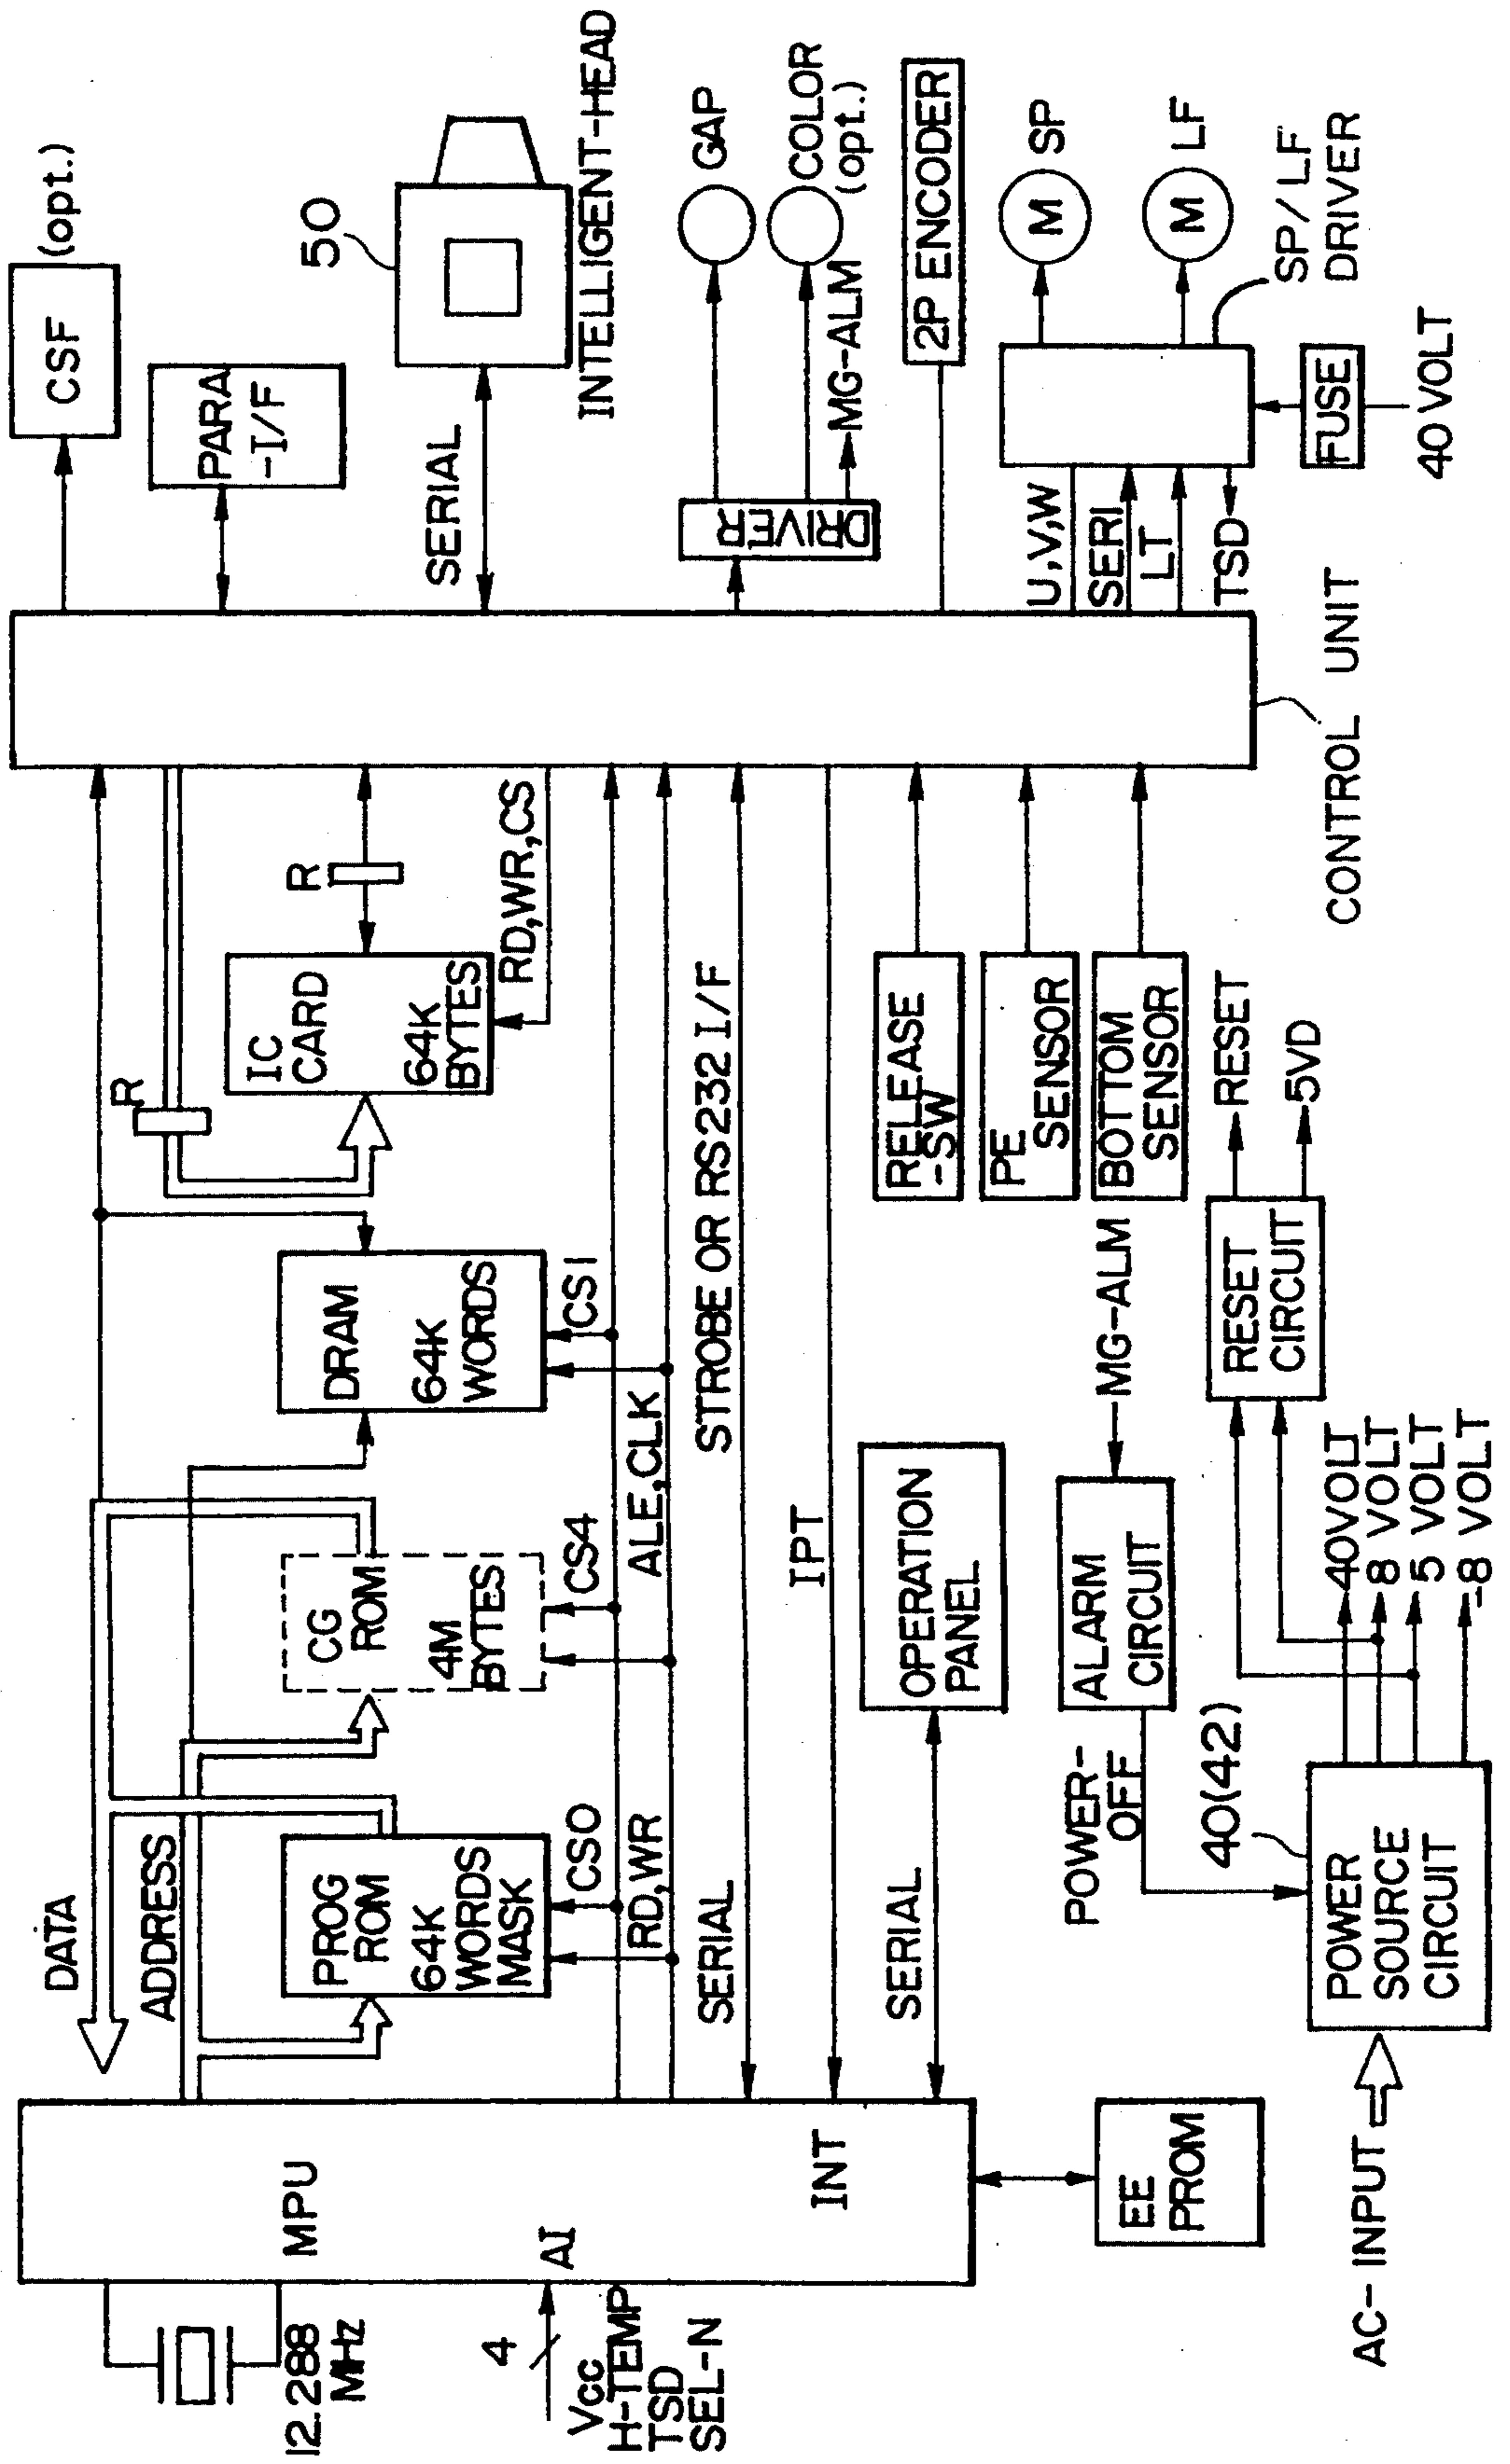 12.288
MHz
4
Vcc
H-TEMP
TSD
SEL-N
MPU
AI
INT
EE
PROM
DATA
ADDRESS
PROG
ROM
64K
WORDS
MASK
CS0
RD,WR
CG
ROM
4M
BYTES
CS4
ALE,CLK
DRAM
64K
WORDS
CS1
R
IC
CARD
64K
BYTES
R
RD,WR,CS
SERIAL
STROBE OR RS232 I/F
IPT
SERIAL
OPERATION
PANEL
RELEASE
-SW
PE
SENSOR
BOTTOM
SENSOR
MG-ALM
ALARM
CIRCUIT
POWER-
OFF
40(42)
AC-INPUT
POWER
SOURCE
CIRCUIT
40VOLT
8 VOLT
5 VOLT
-8 VOLT
RESET
CIRCUIT
RESET
5VD
CONTROL UNIT
CSF
(opt.)
PARA
-I/F
SERIAL
50
INTELLIGENT-HEAD
DRIVER
GAP
COLOR
(opt.)
MG-ALM
2P ENCODER
U,V,W
SERI
LT
TSD
M
SP
M
LF
SP/LF
DRIVER
FUSE
40 VOLT